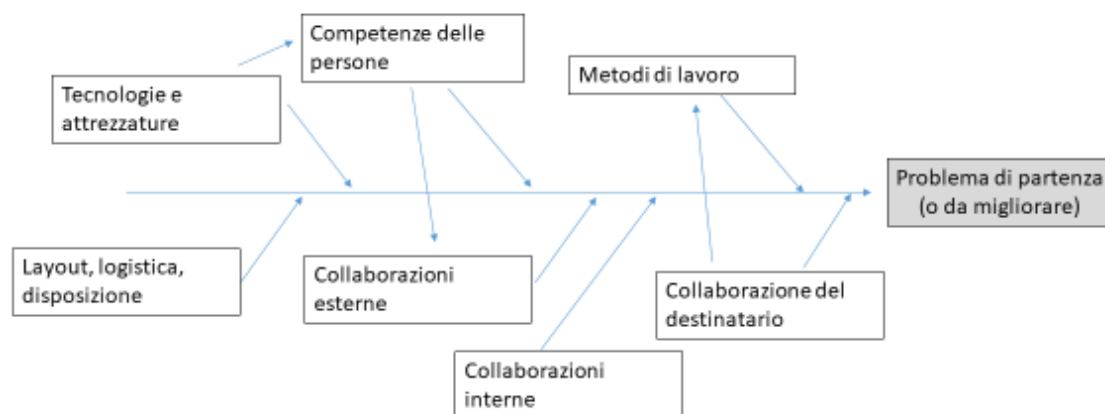 Competenze delle
persone
Metodi di lavoro
Tecnologie e
attrezzature
Problema di partenza
(o da migliorare)
Layout, logistica,
disposizione
Collaborazioni
esterne
Collaborazione del
destinatario
Collaborazioni
interne